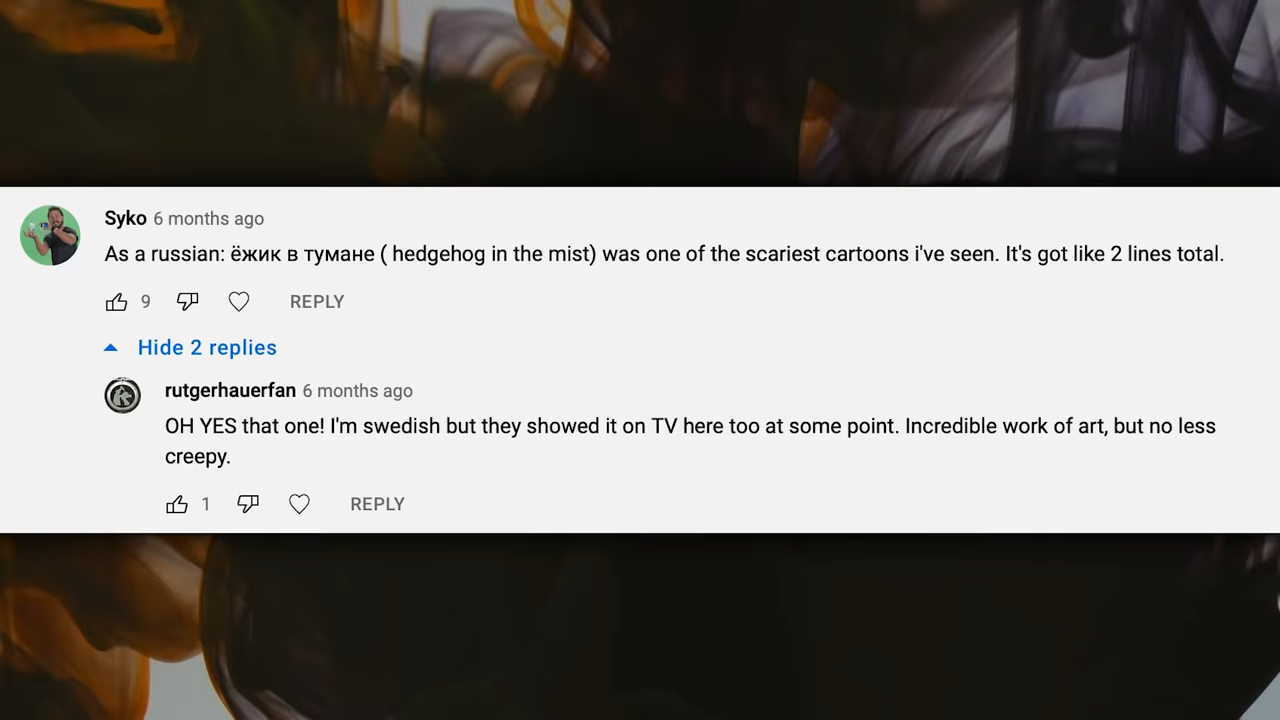 Syko 6 months ago
As a russian: ёжик в тумане ( hedgehog in the mist) was one of the scariest cartoons i've seen. It's got like 2 lines total.
9 REPLY
Hide 2 replies
rutgerhauerfan 6 months ago
OH YES that one! I'm swedish but they showed it on TV here too at some point. Incredible work of art, but no less
creepy.
1 REPLY